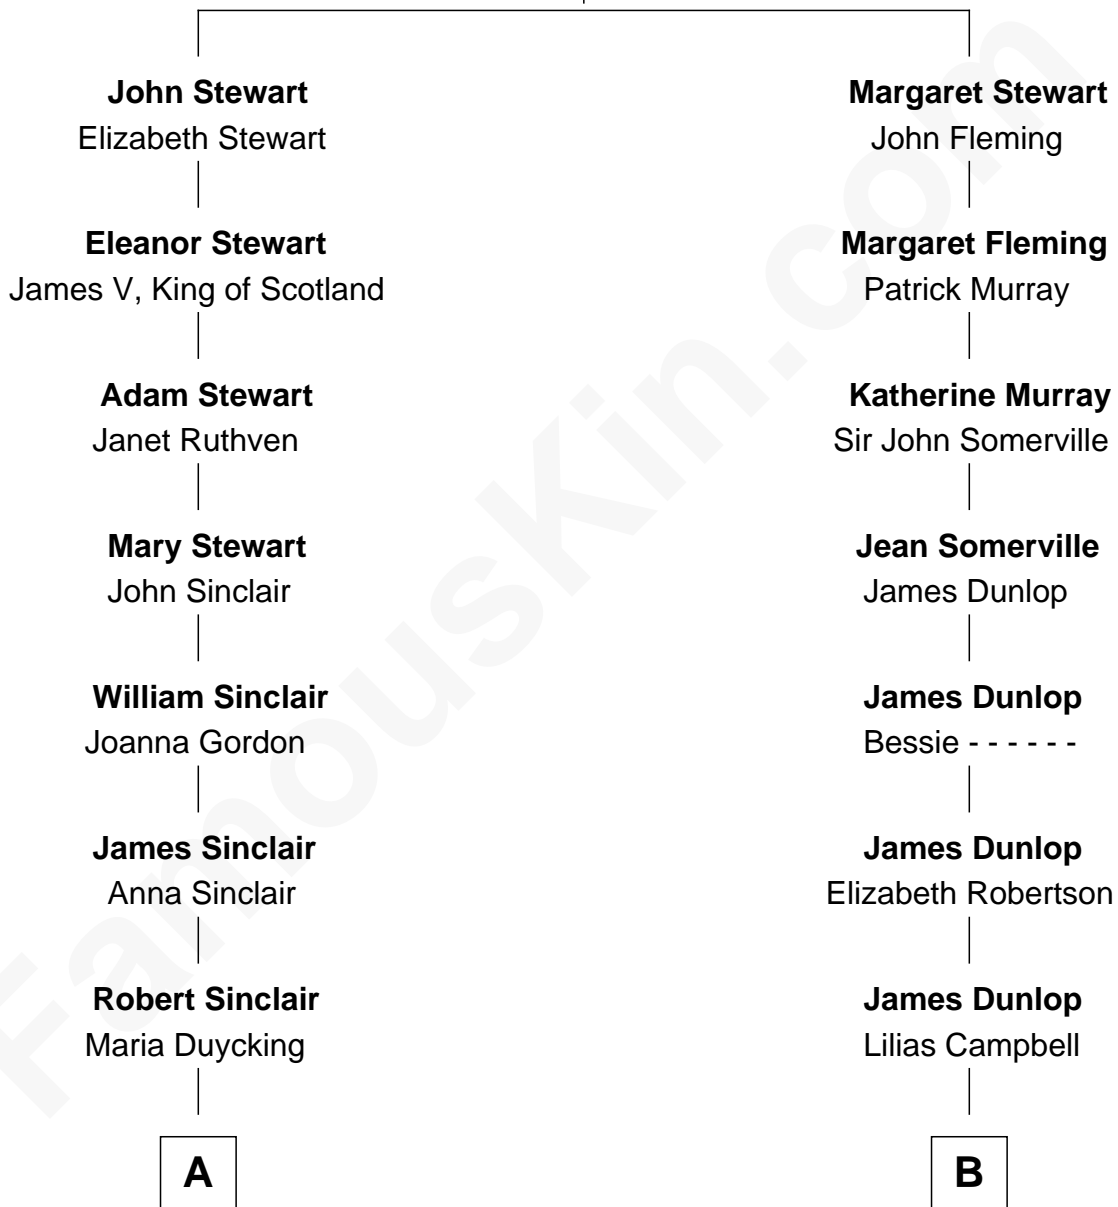 John Stewart
Elizabeth Stewart
Eleanor Stewart
James V, King of Scotland
Adam Stewart
Janet Ruthven
Mary Stewart
John Sinclair
William Sinclair
Joanna Gordon
James Sinclair
Anna Sinclair
Robert Sinclair
Maria Duycking
A
Margaret Stewart
John Fleming
Margaret Fleming
Patrick Murray
Katherine Murray
Sir John Somerville
Jean Somerville
James Dunlop
James Dunlop
Bessie - - - - - -
James Dunlop
Elizabeth Robertson
James Dunlop
Lilias Campbell
B
FamousKin.com